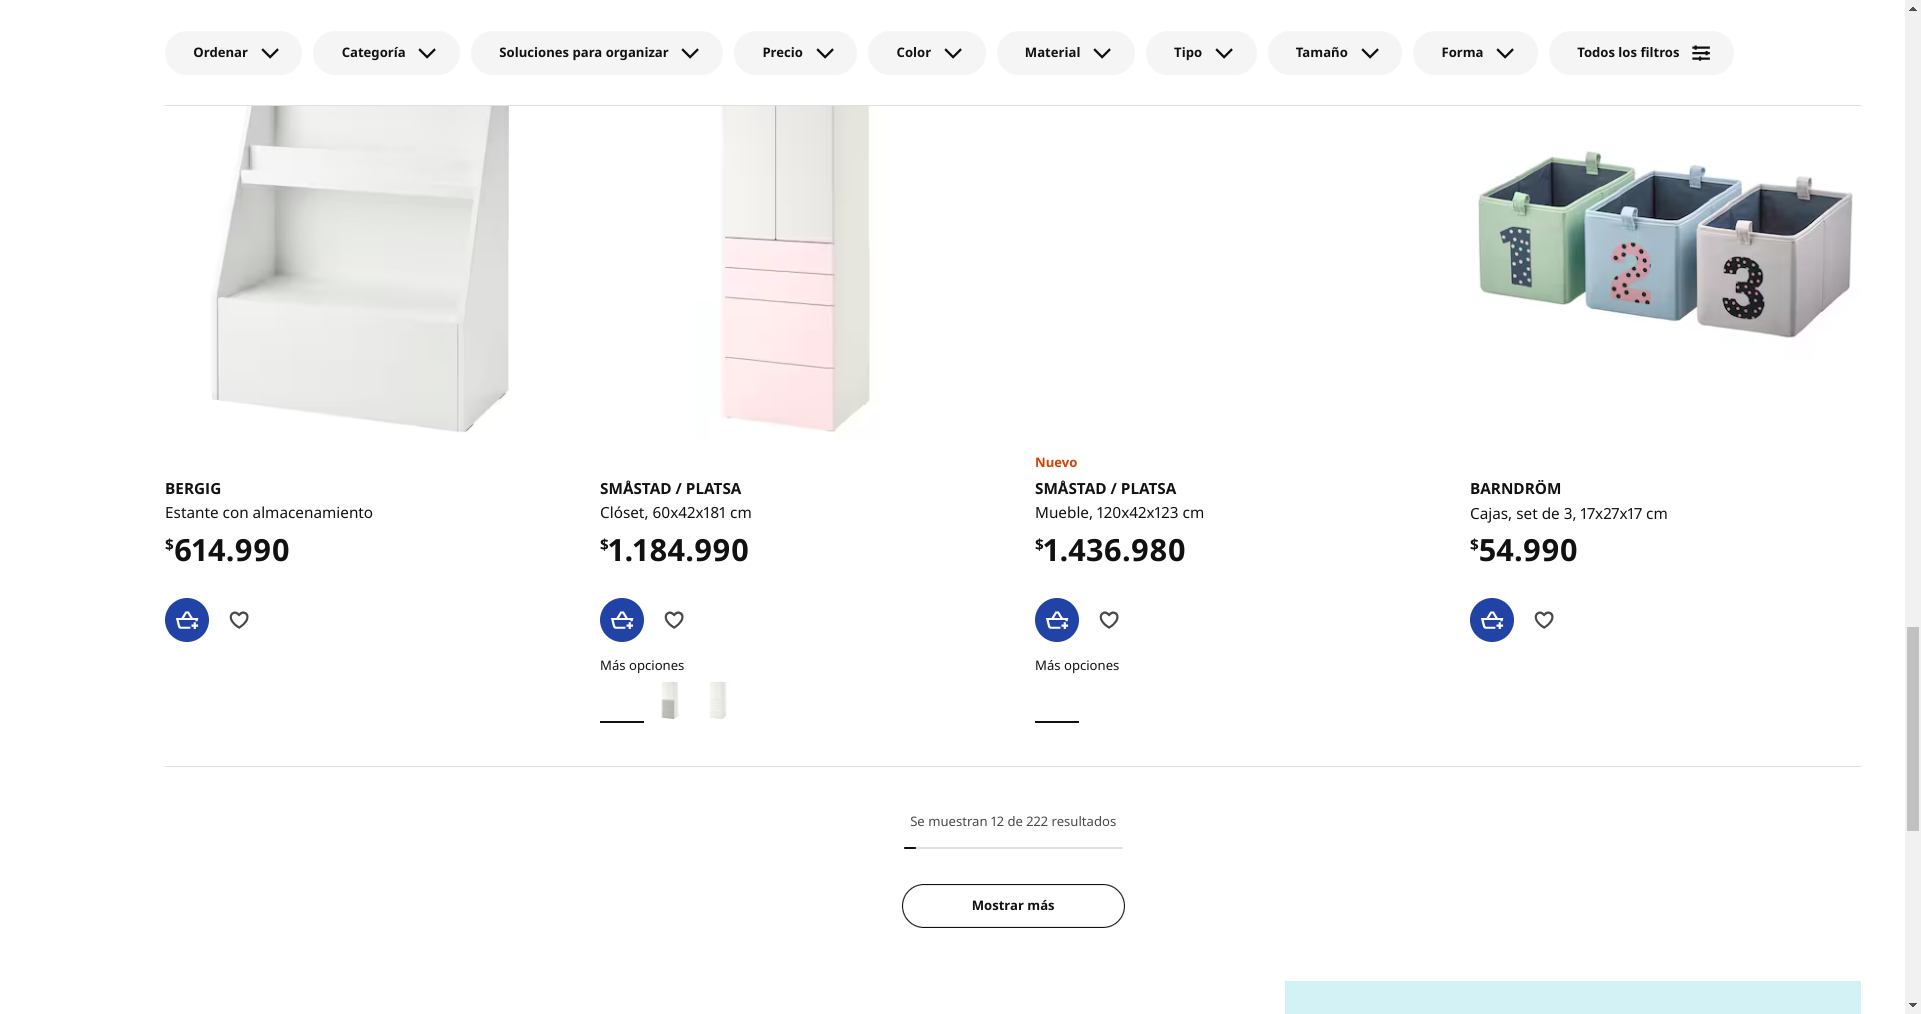 Ordenar
Categoría
Soluciones para organizar
Precio
Color
Material
Tipo
Tamaño
Forma
Todos los filtros
1
2
3
BERGIG
Estante con almacenamiento
$614.990
SMÅSTAD / PLATSA
Clóset, 60x42x181 cm
$1.184.990
Más opciones
Nuevo
SMÅSTAD / PLATSA
Mueble, 120x42x123 cm
$1.436.980
Más opciones
BARNDRÖM
Cajas, set de 3, 17x27x17 cm
$54.990
Se muestran 12 de 222 resultados
Mostrar más